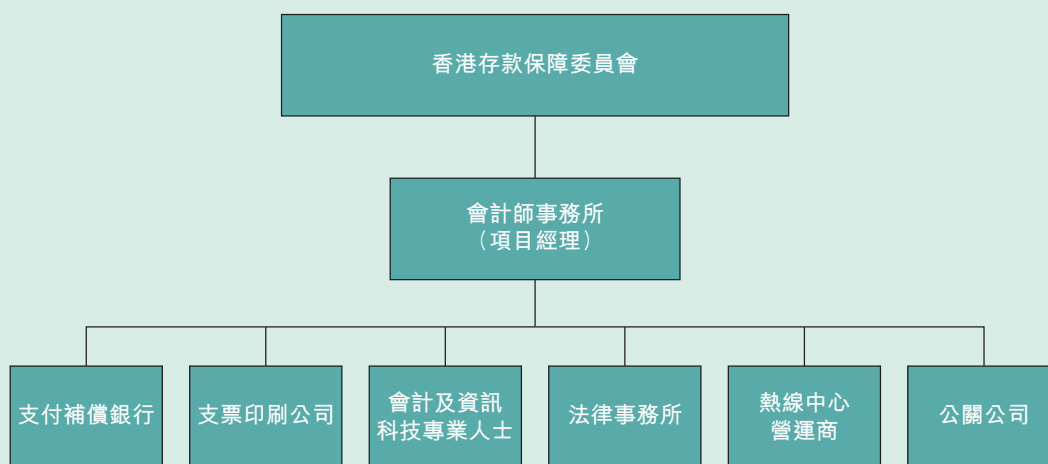 香港存款保障委員會
會計師事務所
（項目經理）
支付補償銀行
支票印刷公司
會計及資訊
科技專業人士
法律事務所
熱線中心
營運商
公關公司